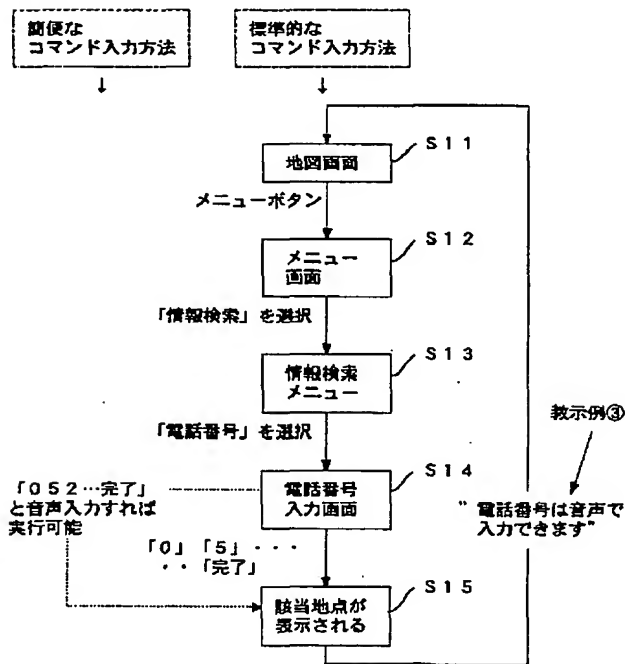 簡便な
コマンド入力方法
↓
標準的な
コマンド入力方法
↓
地図画面
S11
メニューボタン
メニュー
画面
S12
「情報検索」を選択
情報検索
メニュー
S13
「電話番号」を選択
電話番号
入力画面
S14
教示例③
"電話番号は音声で
入力できます"
「052…完了」
と音声入力すれば
実行可能
「0」「5」・・・
・・「完了」
該当地点が
表示される
S15